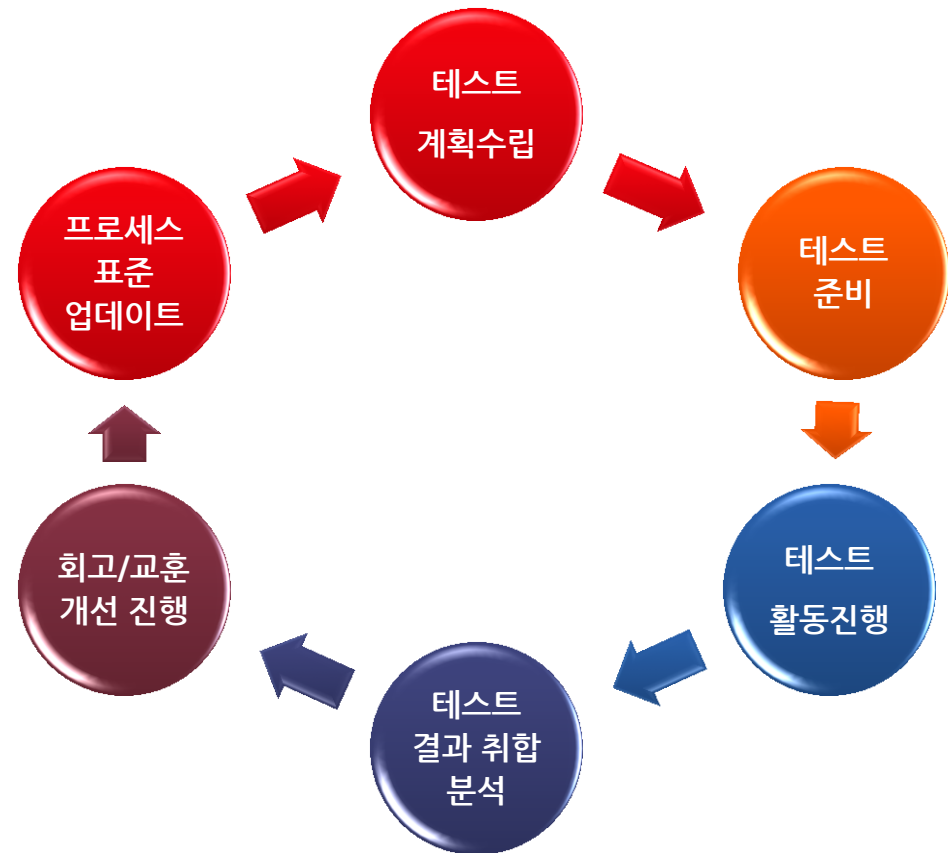 테스트
계획수립
테스트
준비
테스트
활동진행
테스트
결과 취합
분석
회고/교훈
개선 진행
프로세스
표준
업데이트